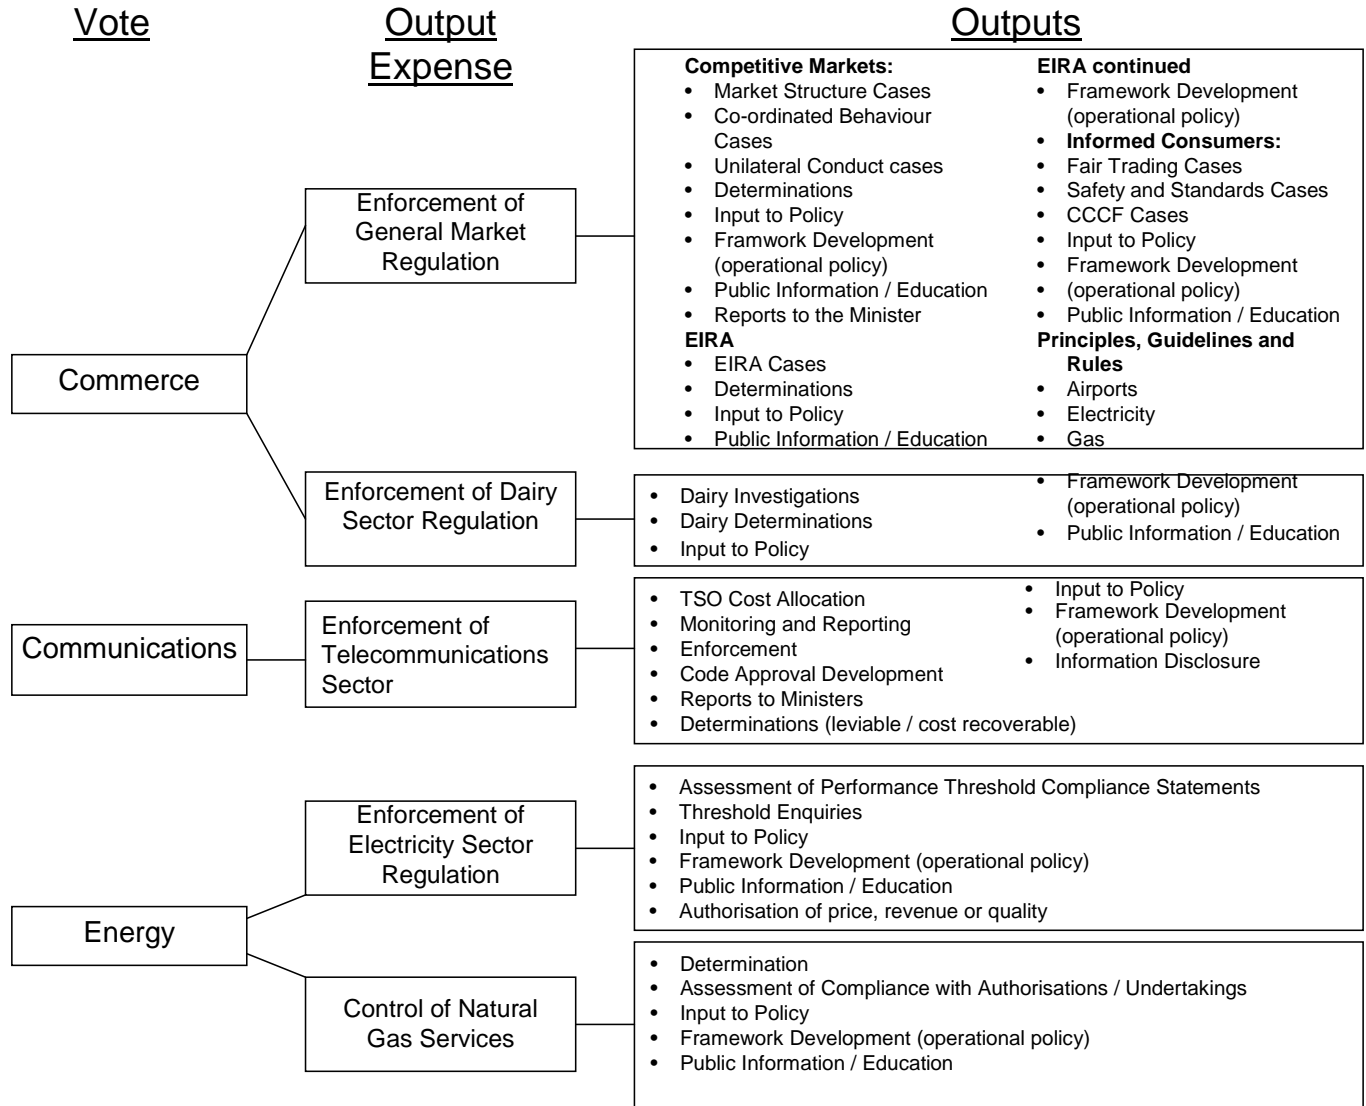 Vote
Output
Expense
Outputs
Commerce
Enforcement of
General Market
Regulation
Competitive Markets:
• Market Structure Cases
• Co-ordinated Behaviour
Cases
• Unilateral Conduct cases
• Determinations
• Input to Policy
• Framwork Development
(operational policy)
• Public Information / Education
• Reports to the Minister
EIRA
• EIRA Cases
• Determinations
• Input to Policy
• Public Information / Education
EIRA continued
• Framework Development
(operational policy)
• Informed Consumers:
• Fair Trading Cases
• Safety and Standards Cases
• CCCF Cases
• Input to Policy
• Framework Development
• (operational policy)
• Public Information / Education
Principles, Guidelines and
Rules
• Airports
• Electricity
• Gas
Enforcement of Dairy
Sector Regulation
• Dairy Investigations
• Dairy Determinations
• Input to Policy
• Framework Development
(operational policy)
• Public Information / Education
Communications
Enforcement of
Telecommunications
Sector
• TSO Cost Allocation
• Monitoring and Reporting
• Enforcement
• Code Approval Development
• Reports to Ministers
• Determinations (leviable / cost recoverable)
• Input to Policy
• Framework Development
(operational policy)
• Information Disclosure
Energy
Enforcement of
Electricity Sector
Regulation
• Assessment of Performance Threshold Compliance Statements
• Threshold Enquiries
• Input to Policy
• Framework Development (operational policy)
• Public Information / Education
• Authorisation of price, revenue or quality
Control of Natural
Gas Services
• Determination
• Assessment of Compliance with Authorisations / Undertakings
• Input to Policy
• Framework Development (operational policy)
• Public Information / Education